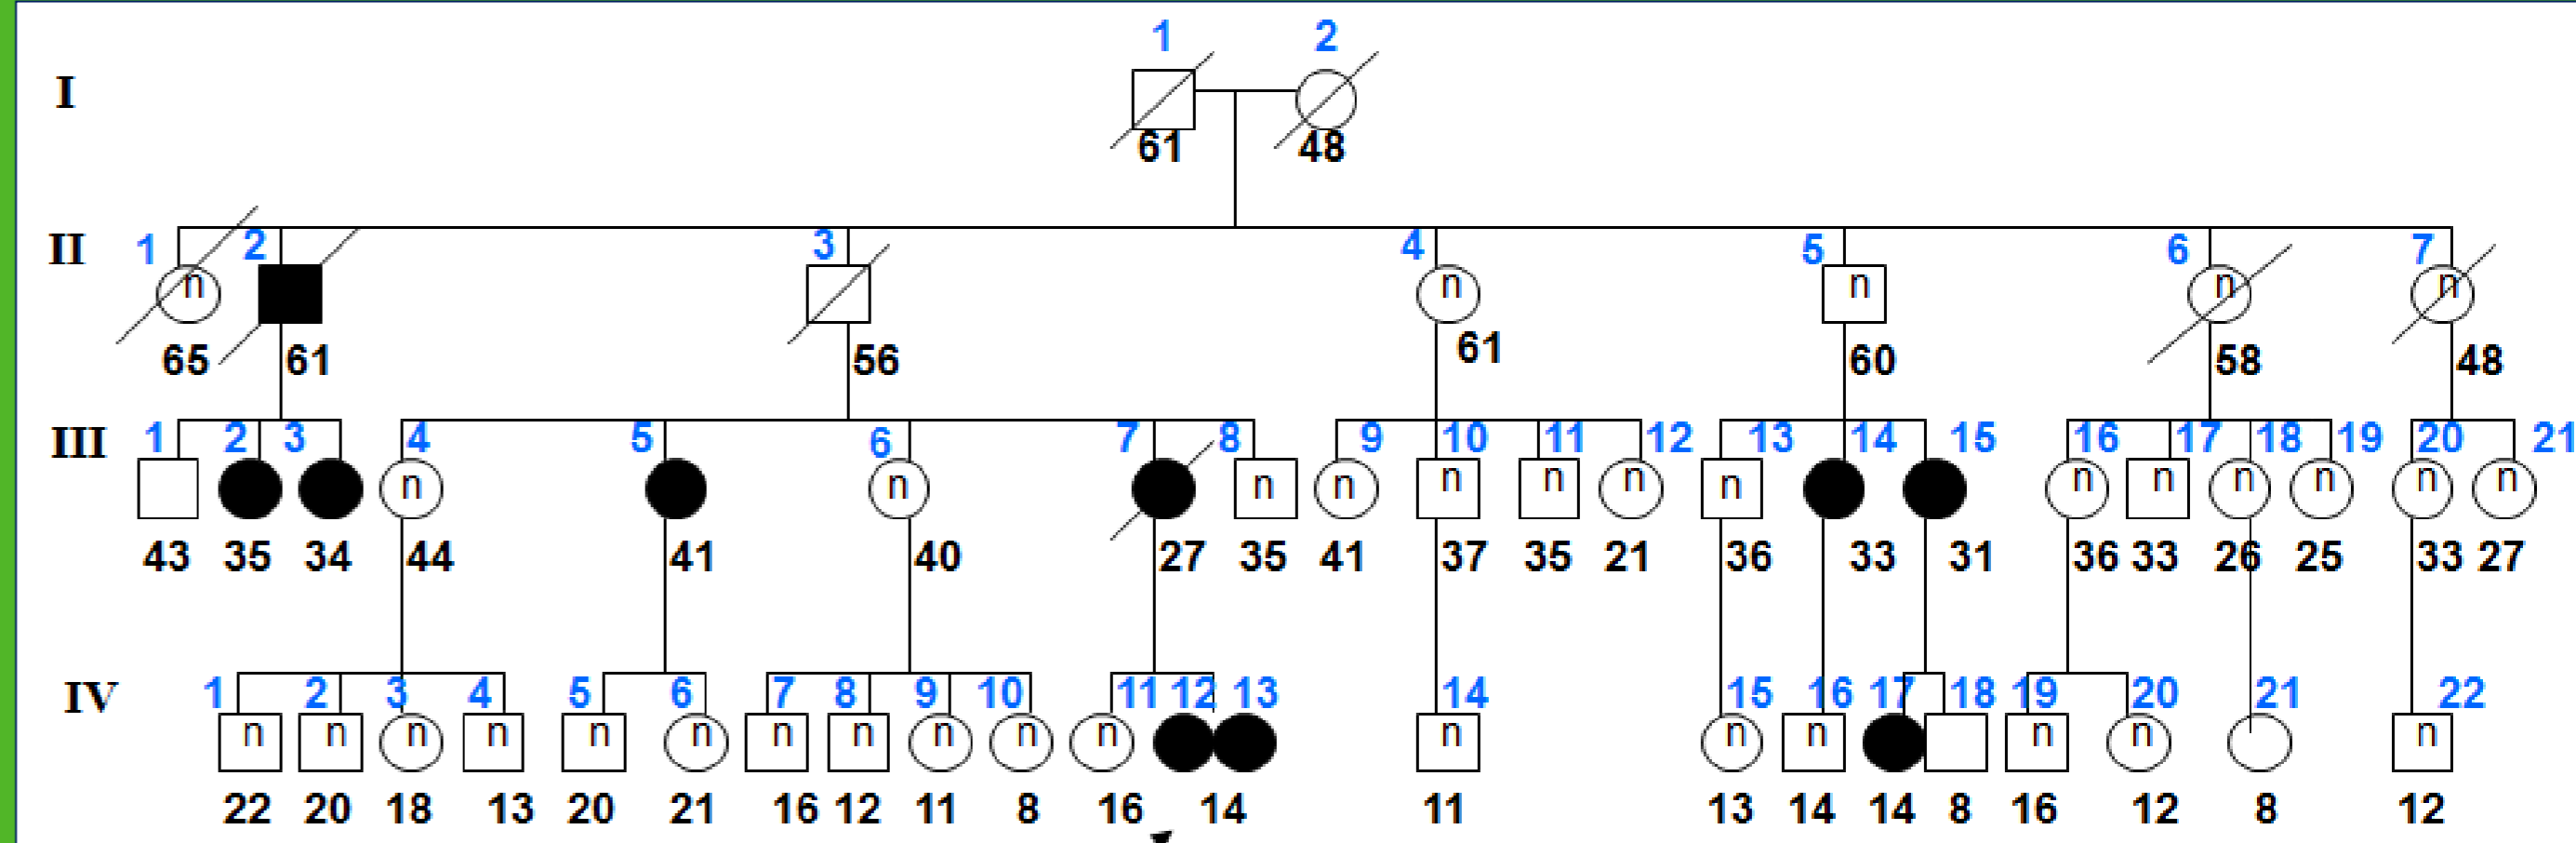 1 2
I
61 48
II 1 2 3 4 5 6 7
n n n n n
65 61 56 61 60 58 48
III 1 2 3 4 5 6 7 8 9 10 11 12 13 14 15 16 17 18 19 20 21
n n n n n n n n n n n n n n
43 35 34 44 41 40 27 35 41 37 35 21 36 33 31 36 33 26 25 33 27
IV 1 2 3 4 5 6 7 8 9 10 11 12 13 14 15 16 17 18 19 20 21 22
n n n n n n n n n n n n n n n n n
22 20 18 13 20 21 16 12 11 8 16 14 11 13 14 14 8 16 12 8 12